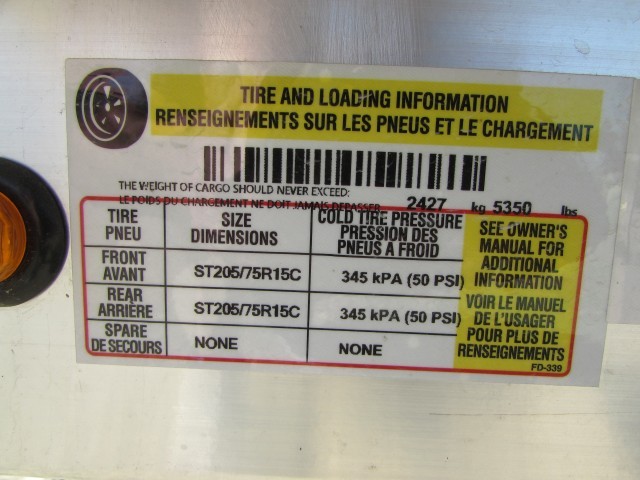 TIRE AND LOADING INFORMATION
RENSEIGNEMENTS SUR LES PNEUS ET LE CHARGEMENT
THE WEIGHT OF CARGO SHOULD NEVER EXCEED:
LE POIDS DU CHARGEMENT NE DOIT JAMAIS DEPASSER 2427 kg 5350 lbs
TIRE
PNEU
SIZE
DIMENSIONS
COLD TIRE PRESSURE
PRESSION DES
PNEUS A FROID
FRONT
AVANT
ST205/75R15C
345 kPA (50 PSI)
REAR
ARRIÈRE
ST205/75R15C
345 kPA (50 PSI)
SPARE
DE SECOURS
NONE
NONE
SEE OWNER'S
MANUAL FOR
ADDITIONAL
INFORMATION
VOIR LE MANUEL
DE L'USAGER
POUR PLUS DE
RENSEIGNEMENTS
FD-339